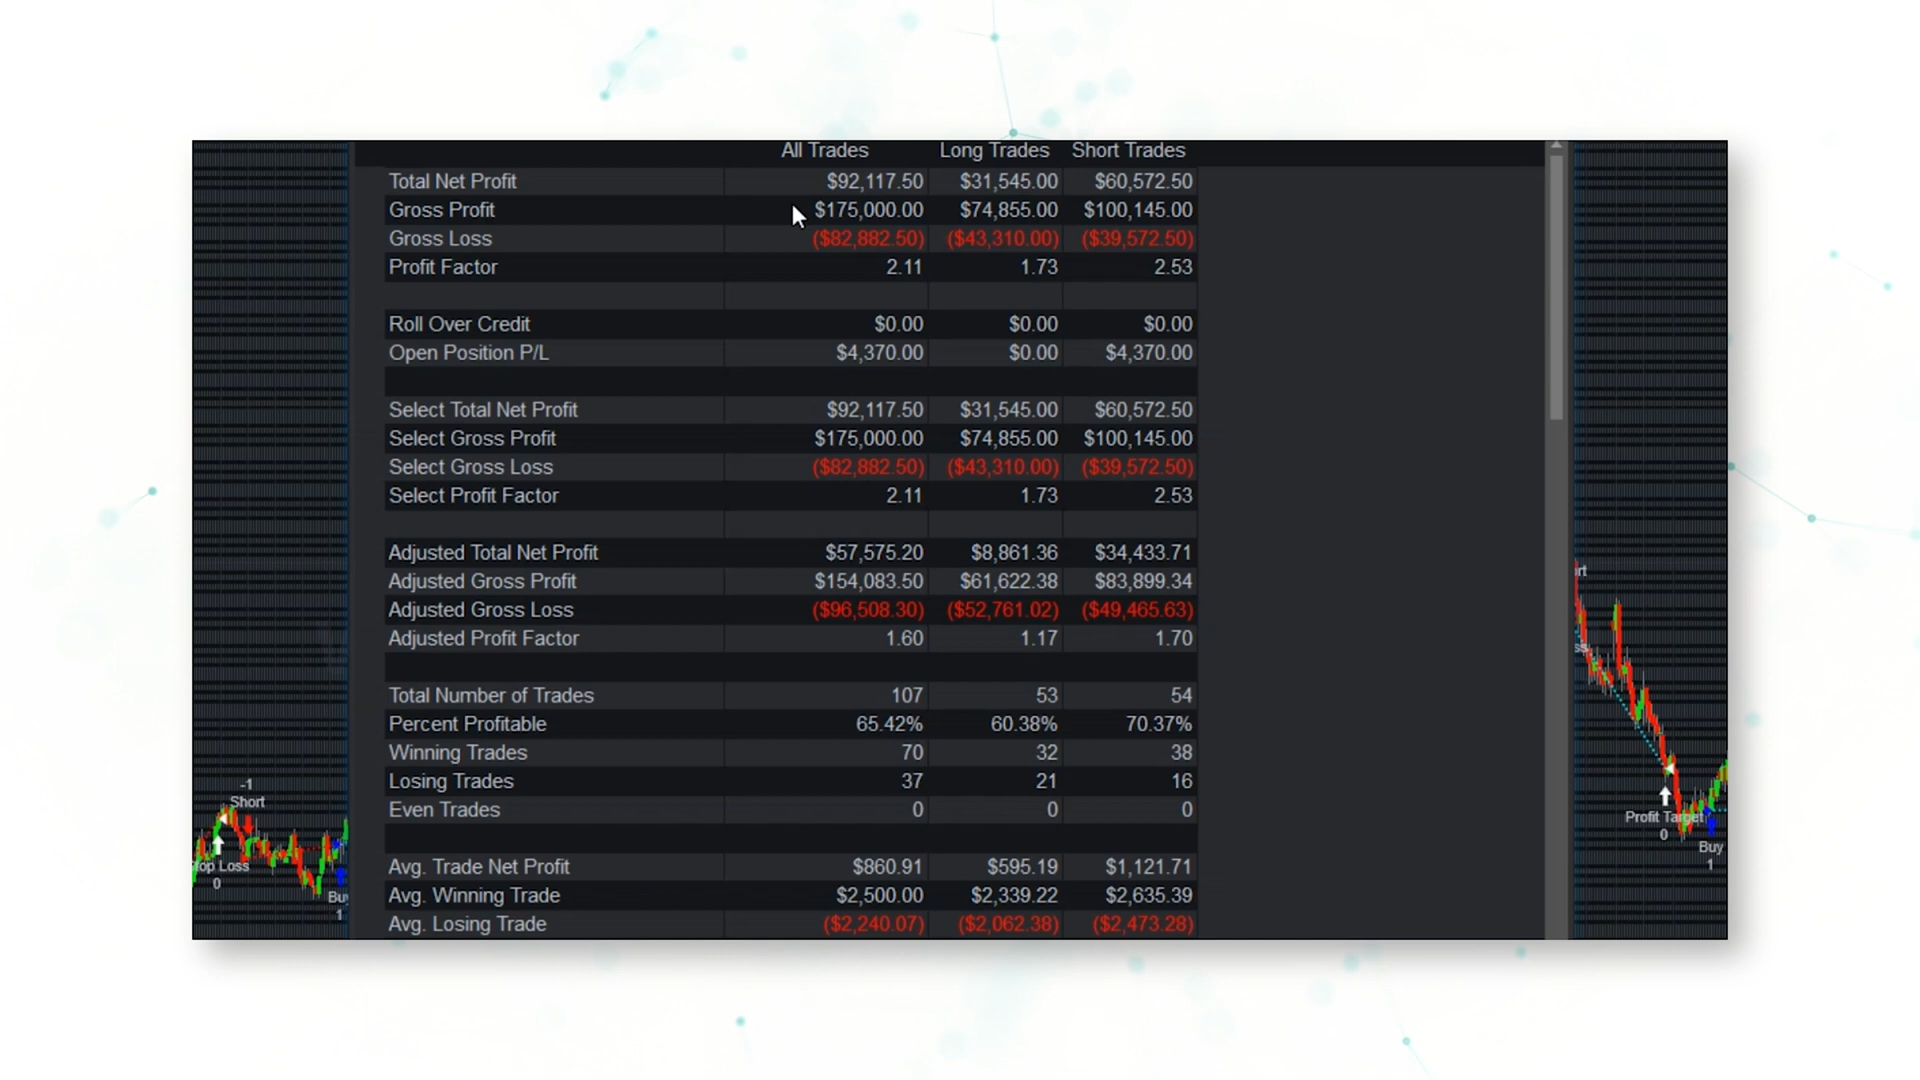 All Trades Long Trades Short Trades
Total Net Profit $92,117.50 $31,545.00 $60,572.50
Gross Profit $175,000.00 $74,855.00 $100,145.00
Gross Loss ($82,882.50) ($43,310.00) ($39,572.50)
Profit Factor 2.11 1.73 2.53
Roll Over Credit $0.00 $0.00 $0.00
Open Position P/L $4,370.00 $0.00 $4,370.00
Select Total Net Profit $92,117.50 $31,545.00 $60,572.50
Select Gross Profit $175,000.00 $74,855.00 $100,145.00
Select Gross Loss ($82,882.50) ($43,310.00) ($39,572.50)
Select Profit Factor 2.11 1.73 2.53
Adjusted Total Net Profit $57,575.20 $8,861.36 $34,433.71
Adjusted Gross Profit $154,083.50 $61,622.38 $83,899.34
Adjusted Gross Loss ($96,508.30) ($52,761.02) ($49,465.63)
Adjusted Profit Factor 1.60 1.17 1.70
Total Number of Trades 107 53 54
Percent Profitable 65.42% 60.38% 70.37%
Winning Trades 70 32 38
Losing Trades 37 21 16
Even Trades 0 0 0
Avg. Trade Net Profit $860.91 $595.19 $1,121.71
Avg. Winning Trade $2,500.00 $2,339.22 $2,635.39
Avg. Losing Trade ($2,240.07) ($2,062.38) ($2,473.28)
-1
Short
op Loss
0
Bu
1
rt
Profit Target
0
Buy
1